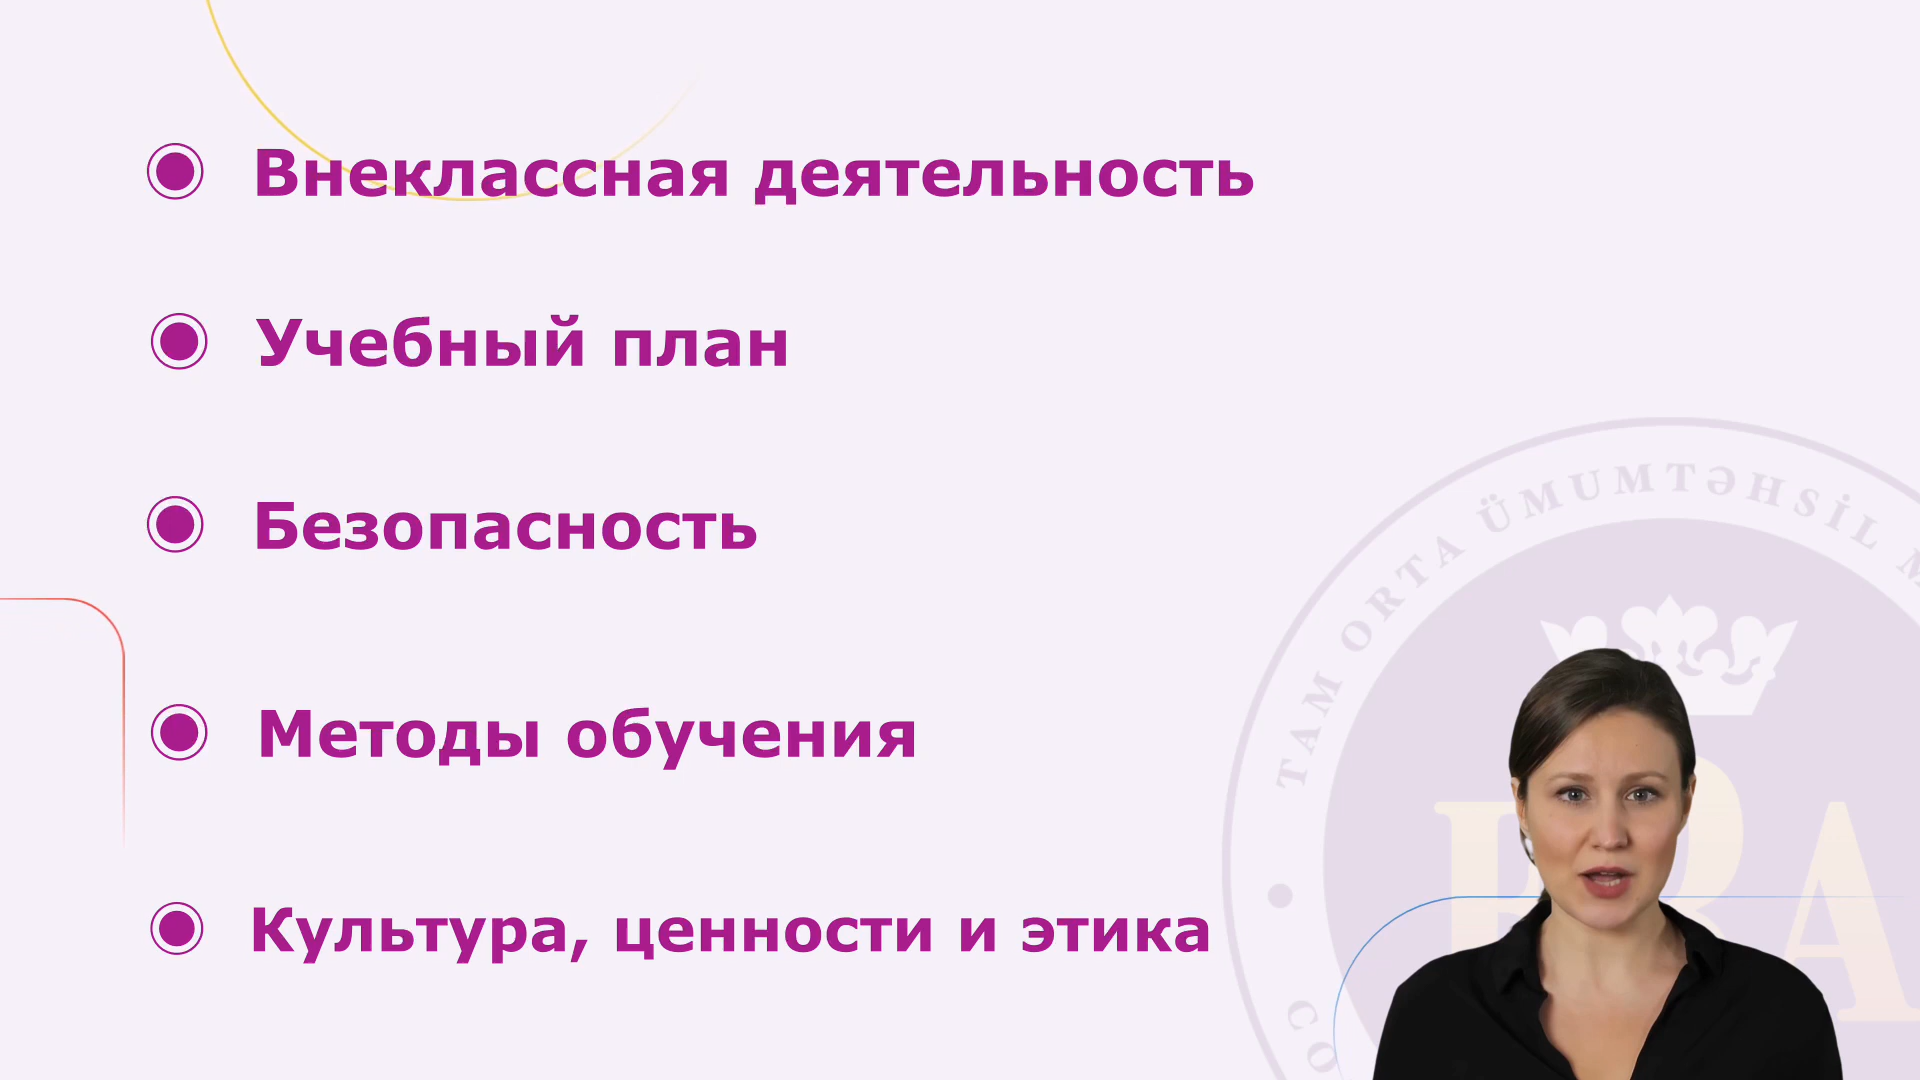 Внеклассная деятельность
Учебный план
Безопасность
Методы обучения
Культура, ценности и этика
TAM ORTA ÜMUMTƏHSİL